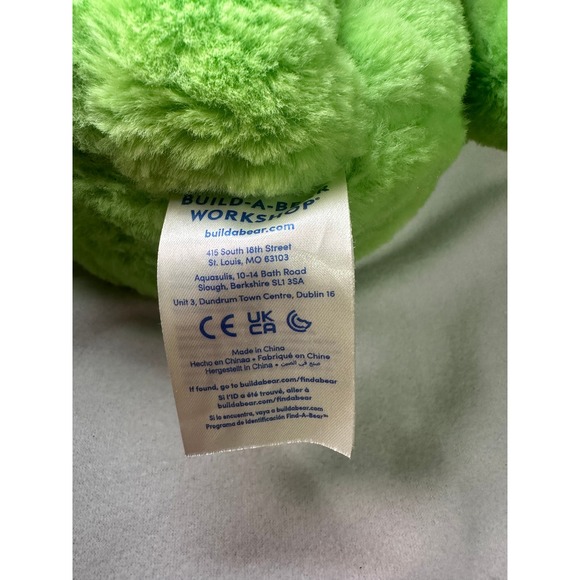 BUILD-A-BEAR
WORKSHOP
buildabear.com
415 South 18th Street
St. Louis, MO 63103
Aquasulis, 10-14 Bath Road
Slough, Berkshire SL1 3SA
Unit 3, Dundrum Town Centre, Dublin 16
CE UK
CA
Made in China
Hecho en Chinaa • Fabriqué en Chine
Hergestellt in China • صنع في الصين
If found, go to buildabear.com/findabear
Si l'ID a été trouvé, aller à
buildabear.com/findabear
Si lo encuentra, vaya a buildabear.com
Programa de Identificación Find-A-Bear™